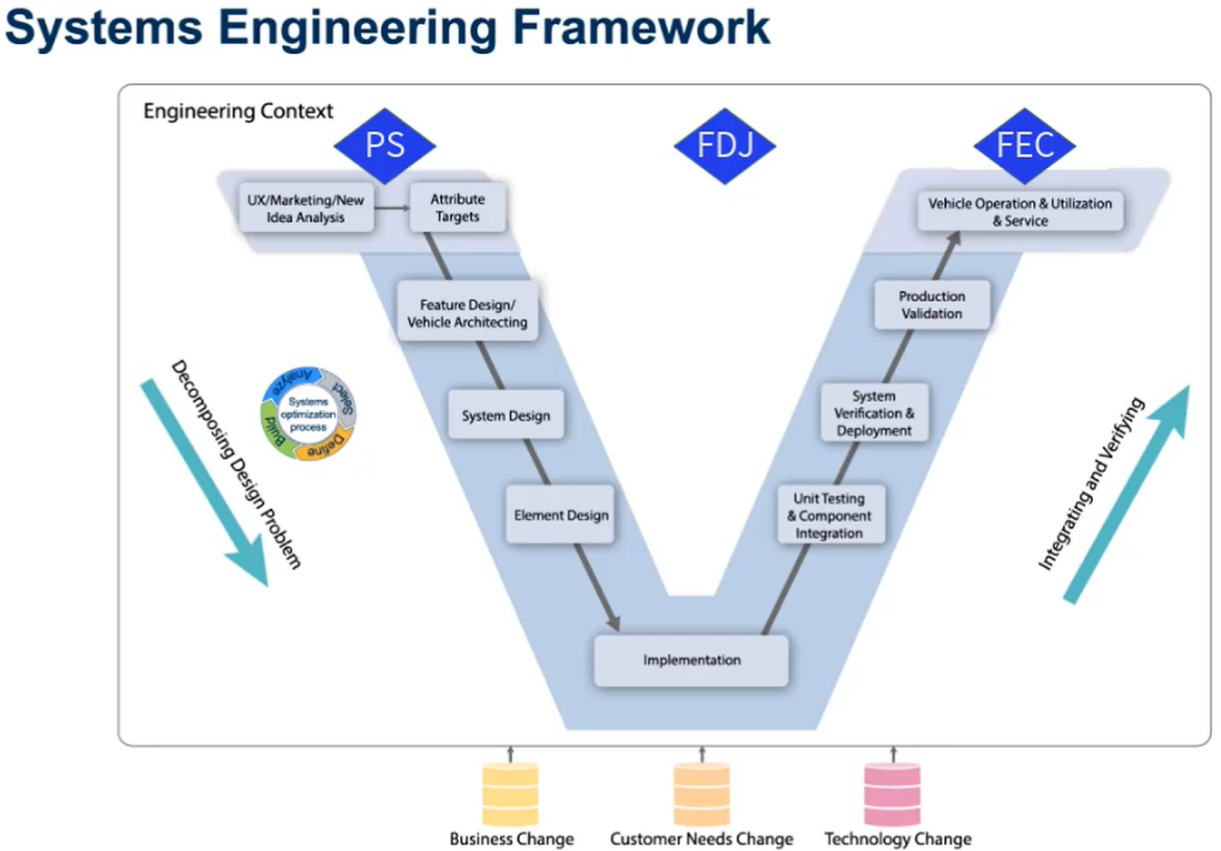 Systems Engineering Framework
Engineering Context
PS
FDJ
FEC
UX/Marketing/New
Idea Analysis
Attribute
Targets
Vehicle Operation & Utilization
& Service
Feature Design/
Vehicle Architecting
Production
Validation
Decomposing Design Problem
Analyze
Select
Define
Build
Systems
optimization
process
System Design
System
Verification &
Deployment
Integrating and Verifying
Element Design
Unit Testing
& Component
Integration
Implementation
Business Change
Customer Needs Change
Technology Change